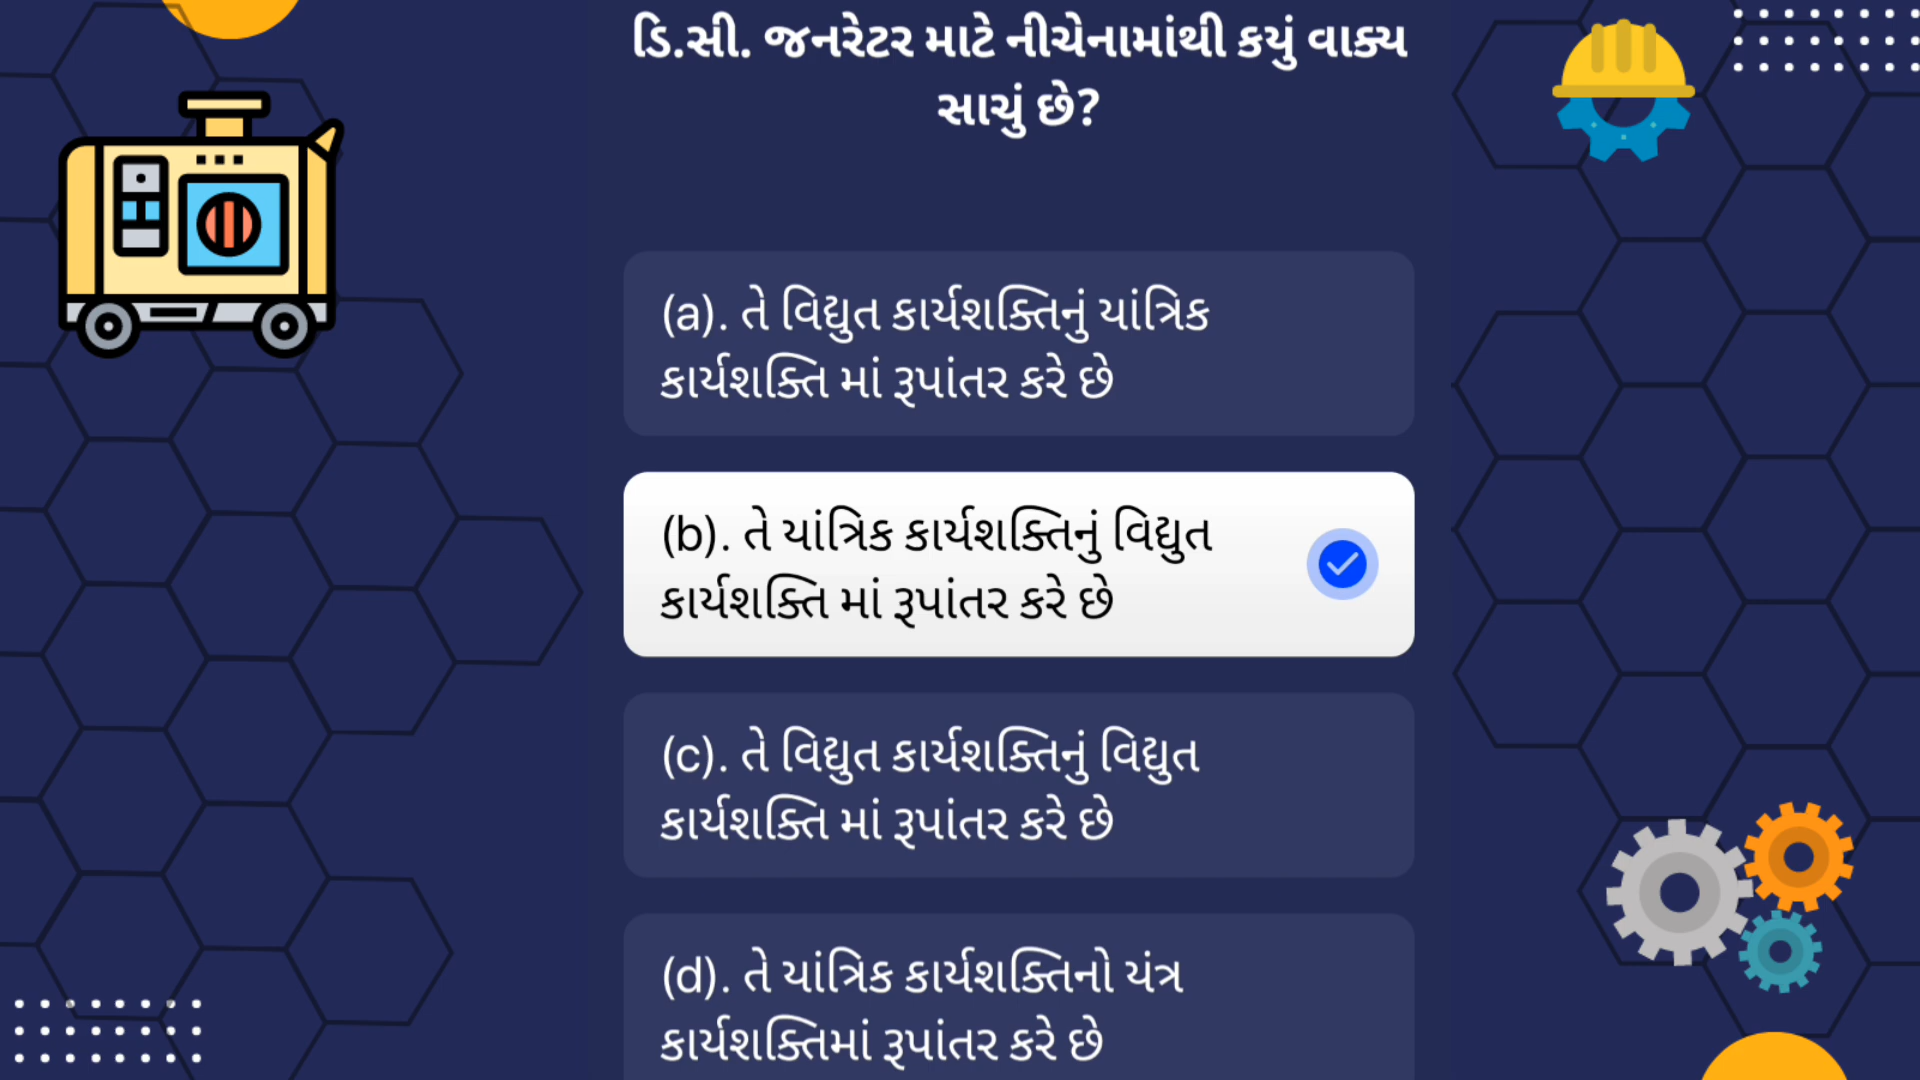 ડિ.સી. જનરેટર માટે નીચેનામાંથી કયું વાક્ય
સાચું છે?
(a). તે વિદ્યુત કાર્યશક્તિનું યાંત્રિક
કાર્યશક્તિ માં રૂપાંતર કરે છે
(b). તે યાંત્રિક કાર્યશક્તિનું વિદ્યુત
કાર્યશક્તિ માં રૂપાંતર કરે છે
(c). તે વિદ્યુત કાર્યશક્તિનું વિદ્યુત
કાર્યશક્તિ માં રૂપાંતર કરે છે
(d). તે યાંત્રિક કાર્યશક્તિનો યંત્ર
કાર્યશક્તિમાં રૂપાંતર કરે છે